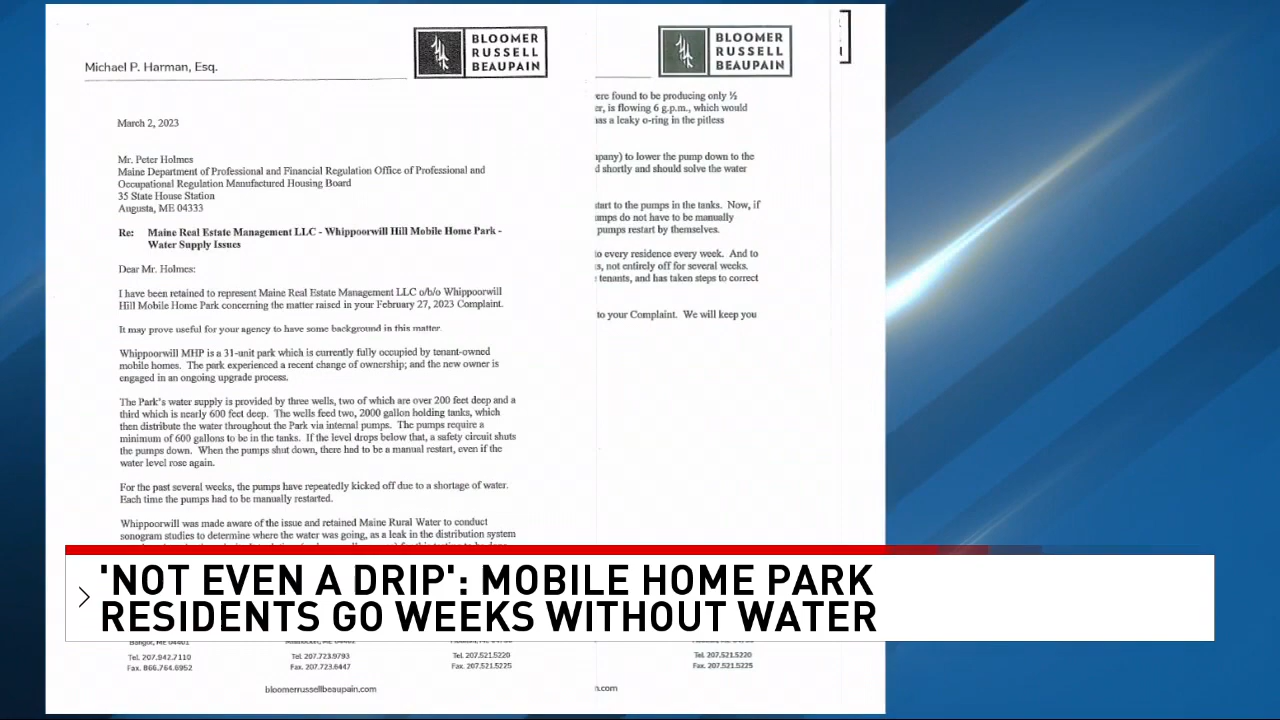 Michael P. Harman, Esq.
BLOOMER
RUSSELL
BEAUPAIN
March 2, 2023
Mr. Peter Holmes
Maine Department of Professional and Financial Regulation Office of Professional and
Occupational Regulation Manufactured Housing Board
35 State House Station
Augusta, ME 04333
Re: Maine Real Estate Management LLC - Whippoorwill Hill Mobile Home Park -
Water Supply Issues
Dear Mr. Holmes:
I have been retained to represent Maine Real Estate Management LLC o/b/o Whippoorwill
Hill Mobile Home Park concerning the matter raised in your February 27, 2023 Complaint.
It may prove useful for your agency to have some background in this matter.
Whippoorwill MHP is a 31-unit park which is currently fully occupied by tenant-owned
mobile homes. The park experienced a recent change of ownership; and the new owner is
engaged in an ongoing upgrade process.
The Park's water supply is provided by three wells, two of which are over 200 feet deep and a
third which is nearly 600 feet deep. The wells feed two, 2000 gallon holding tanks, which
then distribute the water throughout the Park via internal pumps. The pumps require a
minimum of 600 gallons to be in the tanks. If the level drops below that, a safety circuit shuts
the pumps down. When the pumps shut down, there had to be a manual restart, even if the
water level rose again.
For the past several weeks, the pumps have repeatedly kicked off due to a shortage of water.
Each time the pumps had to be manually restarted.
Whippoorwill was made aware of the issue and retained Maine Rural Water to conduct
sonogram studies to determine where the water was going, as a leak in the distribution system
Tel. 207.942.7110
Fax. 866.764.6952
Tel. 207.723.9793
Fax. 207.723.6447
Tel. 207.521.5220
Fax. 207.521.5225
bloomerrussellbeaupain.com
BLOOMER
RUSSELL
BEAUPAIN
were found to be producing only ½
er, is flowing 6 g.p.m., which would
has a leaky o-ring in the pitless
mpany) to lower the pump down to the
d shortly and should solve the water
start to the pumps in the tanks. Now, if
umps do not have to be manually
pumps restart by themselves.
to every residence every week. And to
s, not entirely off for several weeks.
e tenants, and has taken steps to correct
to your Complaint. We will keep you
Tel. 207.521.5220
Fax. 207.521.5225
n.com
'NOT EVEN A DRIP': MOBILE HOME PARK
RESIDENTS GO WEEKS WITHOUT WATER